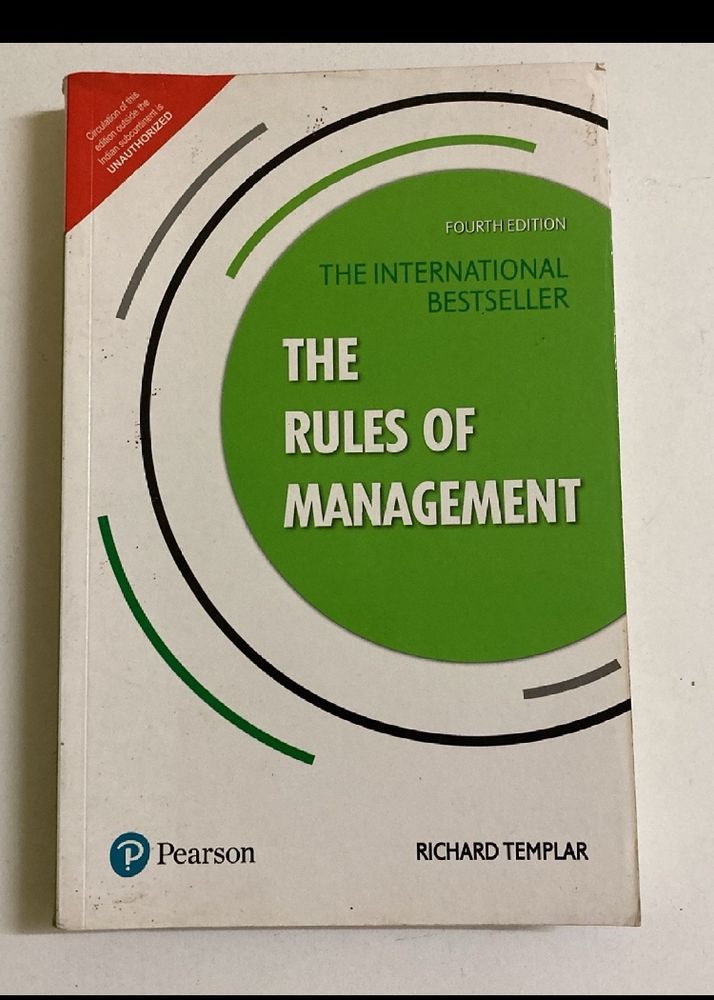 Circulation of this
edition outside the
Indian subcontinent is
UNAUTHORIZED
FOURTH EDITION
THE INTERNATIONAL
BESTSELLER
THE
RULES OF
MANAGEMENT
Pearson
RICHARD TEMPLAR